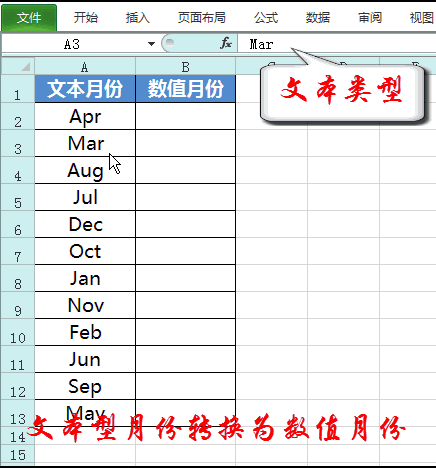 文件 开始 插入 页面布局 公式 数据 审阅 视图
A3 fx Mar
文本类型
A B
1 文本月份 数值月份
2 Apr
3 Mar
4 Aug
5 Jul
6 Dec
7 Oct
8 Jan
9 Nov
10 Feb
11 Jun
12 Sep
13 May
文本型月份转换为数值月份
14
15